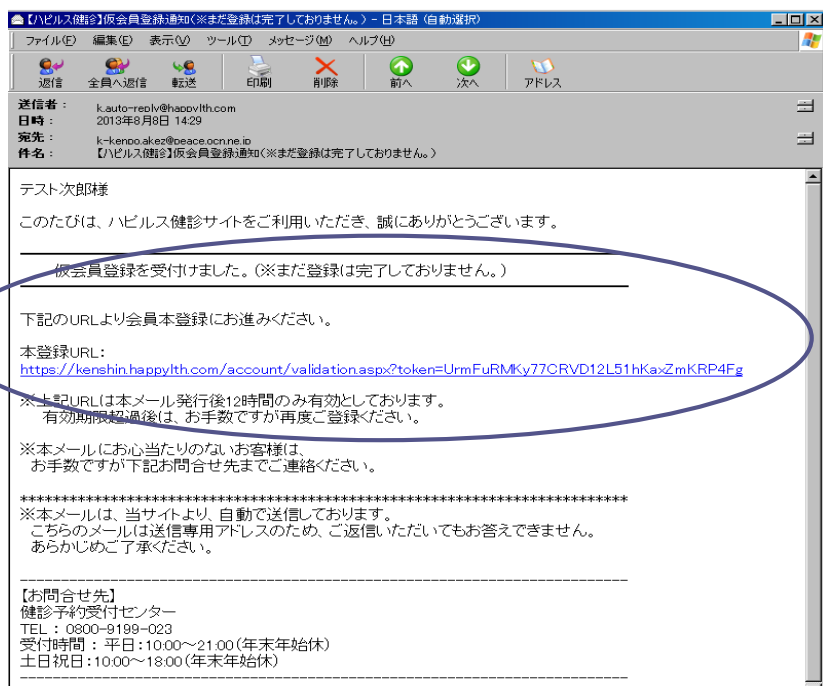 【ハピルス健診】仮会員登録通知(※まだ登録は完了しておりません。) - 日本語 (自動選択)
ファイル(F) 編集(E) 表示(V) ツール(T) メッセージ(M) ヘルプ(H)
返信 全員へ返信 転送 印刷 削除 前へ 次へ アドレス
送信者: k.auto-reply@happylth.com
日時: 2013年8月8日 14:29
宛先: k-kenpo.akez@peace.ocn.ne.jp
件名: 【ハピルス健診】仮会員登録通知(※まだ登録は完了しておりません。)
テスト次郎様
このたびは、ハピルス健診サイトをご利用いただき、誠にありがとうございます。
仮会員登録を受付けました。(※まだ登録は完了しておりません。)
下記のURLより会員本登録にお進みください。
本登録URL:
https://kenshin.happylth.com/account/validation.aspx?token=UrmFuRMKy77CRVD12L51hKaxZmKRP4Fg
※上記URLは本メール発行後12時間のみ有効としております。
有効期限超過後は、お手数ですが再度ご登録ください。
※本メールにお心当たりのないお客様は、
お手数ですが下記お問合せ先までご連絡ください。
******************************************************************************
※本メールは、当サイトより、自動で送信しております。
こちらのメールは送信専用アドレスのため、ご返信いただいてもお答えできません。
あらかじめご了承ください。
------------------------------------------------------------------------------
【お問合せ先】
健診予約受付センター
TEL : 0800-9199-023
受付時間 : 平日:10:00～21:00(年末年始休)
土日祝日:10:00～18:00(年末年始休)
------------------------------------------------------------------------------